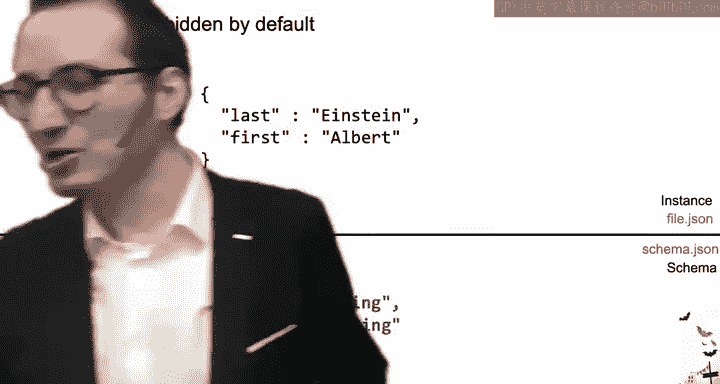 idden by default
{
"last" : "Einstein",
"first" : "Albert"
}
Instance
file.json
schema.json
Schema
ing",
ing"